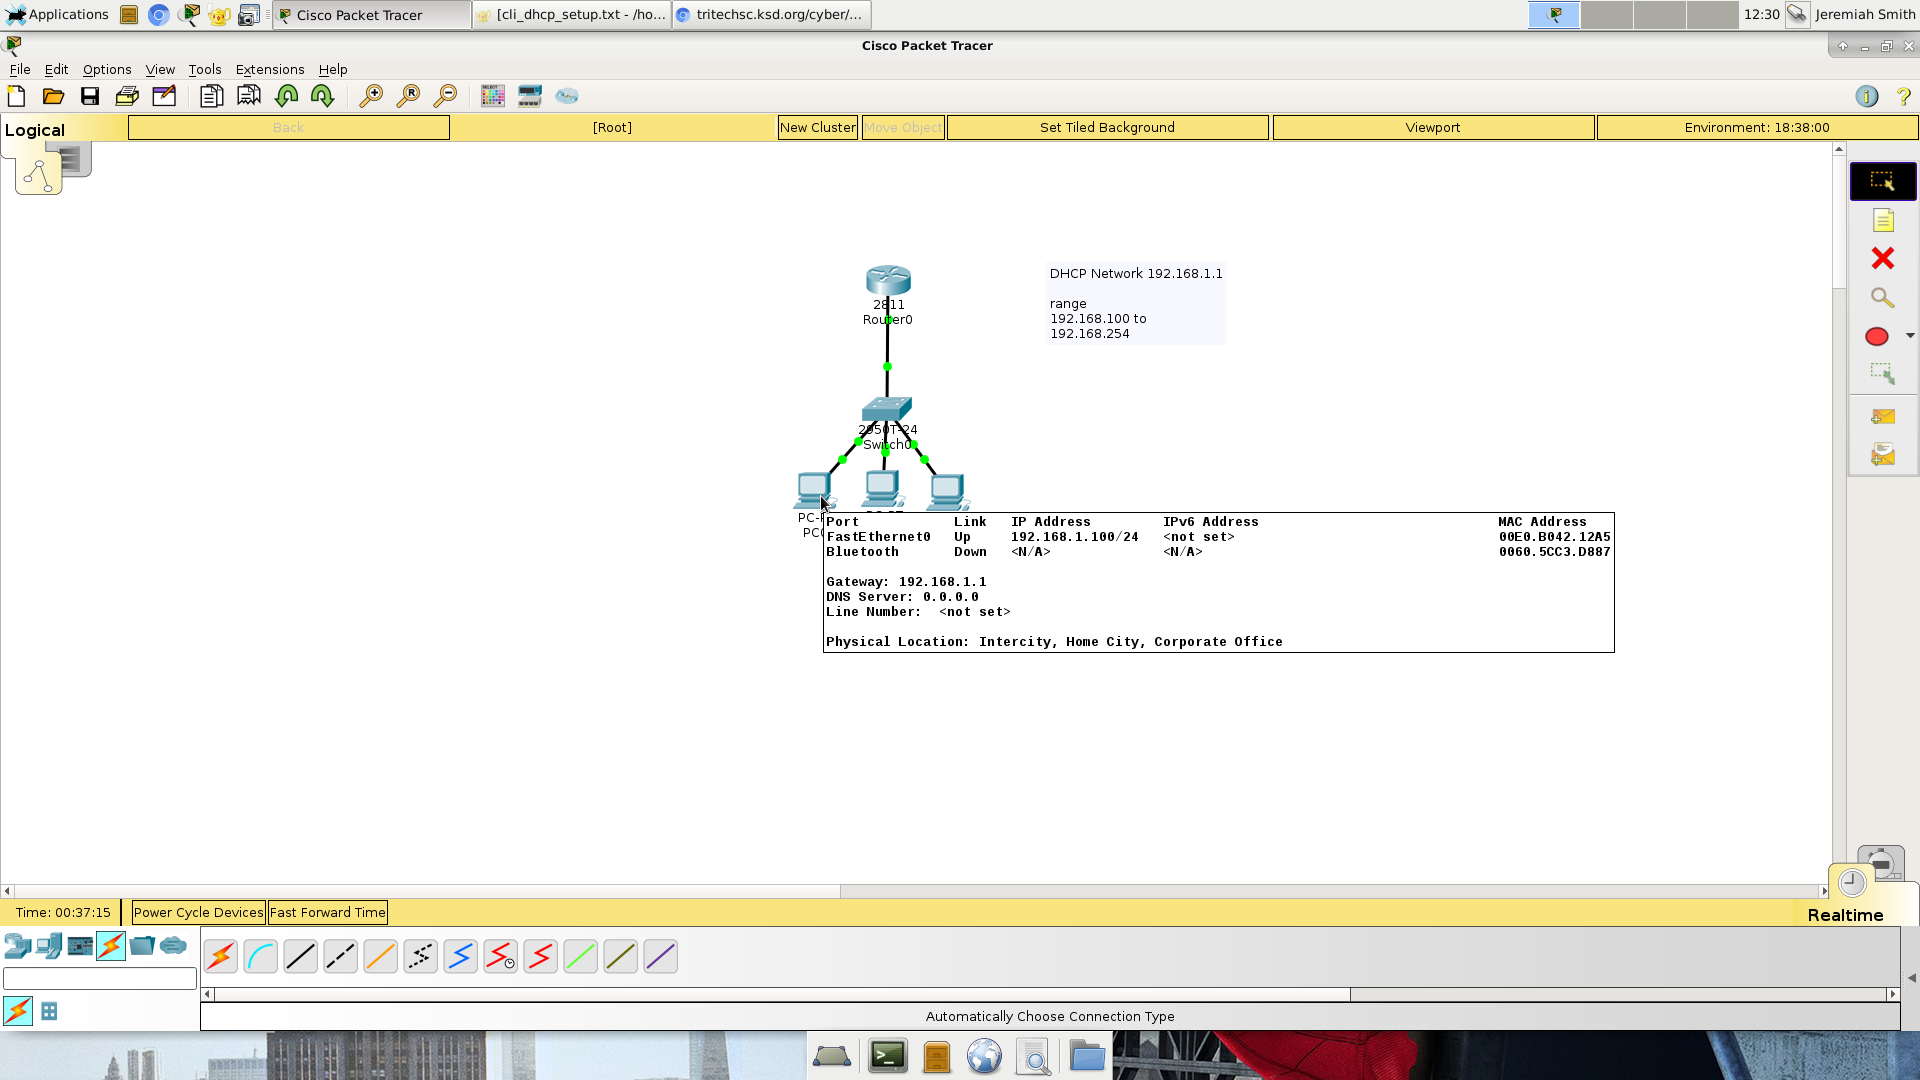 Applications
Cisco Packet Tracer
[cli_dhcp_setup.txt - /ho...
tritechsc.ksd.org/cyber/...
12:30
Jeremiah Smith
Cisco Packet Tracer
File Edit Options View Tools Extensions Help
Logical
Back
[Root]
New Cluster
Move Object
Set Tiled Background
Viewport
Environment: 18:38:00
2811
Router0
DHCP Network 192.168.1.1
range
192.168.100 to
192.168.254
2950T-24
Switch0
Port Link IP Address IPv6 Address MAC Address
FastEthernet0 Up 192.168.1.100/24 <not set> 00E0.B042.12A5
Bluetooth Down <N/A> <N/A> 0060.5CC3.D887
Gateway: 192.168.1.1
DNS Server: 0.0.0.0
Line Number: <not set>
Physical Location: Intercity, Home City, Corporate Office
Time: 00:37:15
Power Cycle Devices
Fast Forward Time
Realtime
Automatically Choose Connection Type